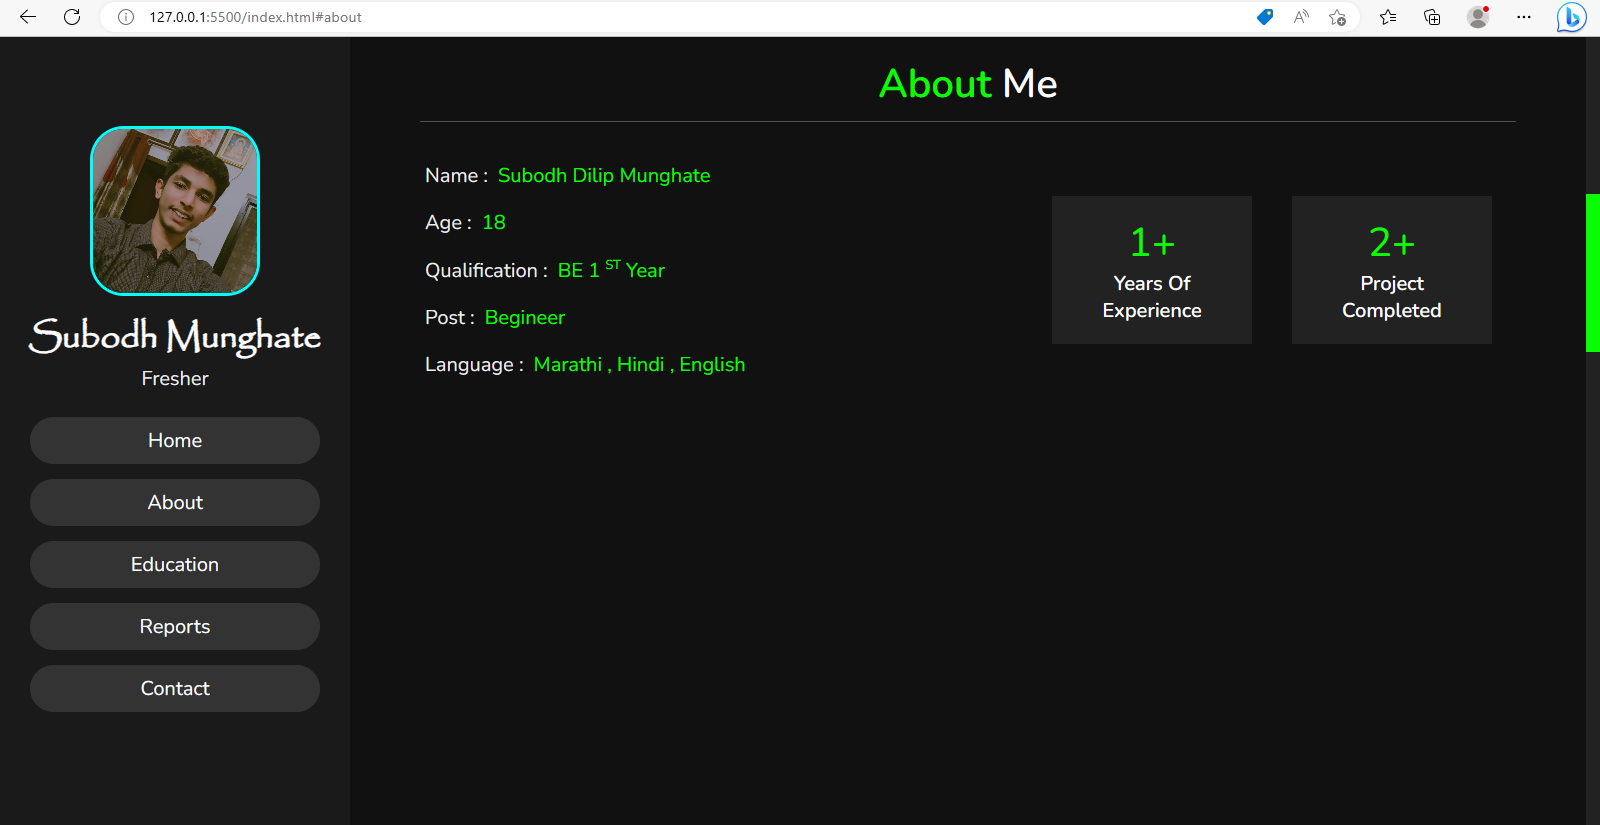 127.0.0.1:5500/index.html#about
About Me
Subodh Munghate
Fresher
Home
About
Education
Reports
Contact
Name : Subodh Dilip Munghate
Age : 18
Qualification : BE 1 ST Year
Post : Begineer
Language : Marathi , Hindi , English
1+
Years Of
Experience
2+
Project
Completed